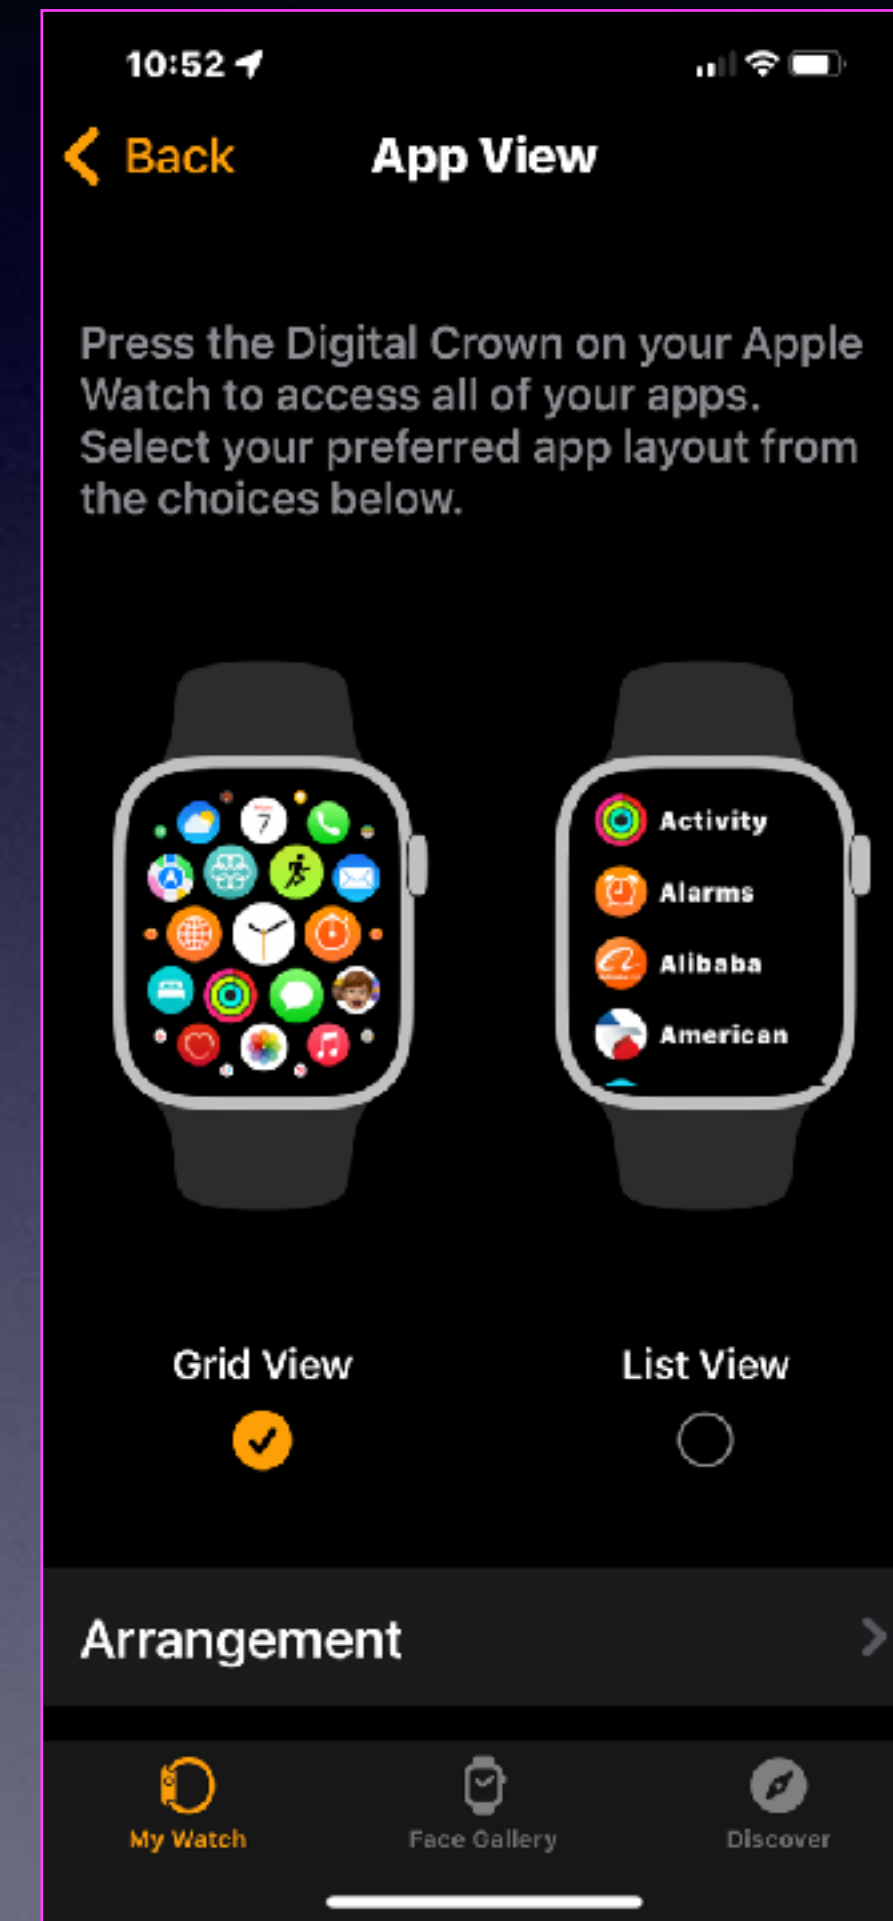 10:52
Back
App View
Press the Digital Crown on your Apple
Watch to access all of your apps.
Select your preferred app layout from
the choices below.
7
Activity
Alarms
Alibaba
American
Grid View
List View
Arrangement
My Watch
Face Gallery
Discover